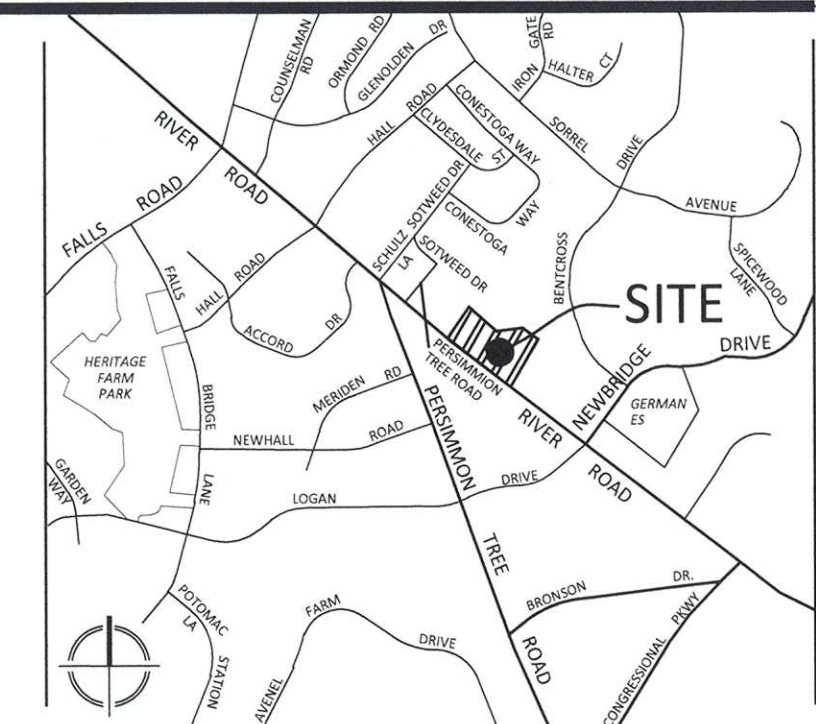 COUNSELMAN
RD
ORMOND RD
GLENOLDEN DR
IRON GATE
RD
HALTER CT
RIVER
ROAD
HALL ROAD
CONESTOGA WAY
CLYDESDALE ST
SORREL
AVENUE
DRIVE
BENTCROSS
FALLS ROAD
SCHULZ
LA
SOTWEED DR
CONESTOGA
WAY
SOTWEED DR
SPICEWOOD
LANE
FALLS
BRIDGE
LANE
HALL ROAD
ACCORD DR
SITE
HERITAGE
FARM
PARK
PERSIMMION
TREE ROAD
NEWBRIDGE
DRIVE
GERMAN
ES
MERIDEN RD
PERSIMMON
TREE
ROAD
RIVER
ROAD
NEWHALL ROAD
GARDEN
WAY
LOGAN DRIVE
BRONSON DR.
POTOMAC
LA
STATION
FARM
DRIVE
AVENEL
CONGRESSIONAL
PKWY